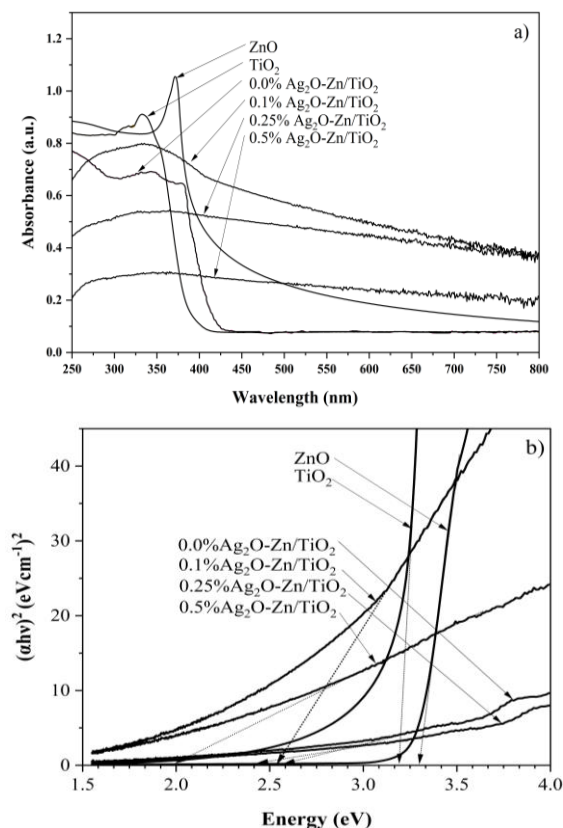 a)
ZnO
TiO₂
0.0% Ag₂O-Zn/TiO₂
0.1% Ag₂O-Zn/TiO₂
0.25% Ag₂O-Zn/TiO₂
0.5% Ag₂O-Zn/TiO₂
1.2
1.0
0.8
0.6
0.4
0.2
0.0
Absorbance (a.u.)
250 300 350 400 450 500 550 600 650 700 750 800
Wavelength (nm)
b)
ZnO
TiO₂
0.0%Ag₂O-Zn/TiO₂
0.1%Ag₂O-Zn/TiO₂
0.25%Ag₂O-Zn/TiO₂
0.5%Ag₂O-Zn/TiO₂
40
30
20
10
0
(αhν)² (eVcm⁻¹)²
1.5 2.0 2.5 3.0 3.5 4.0
Energy (eV)